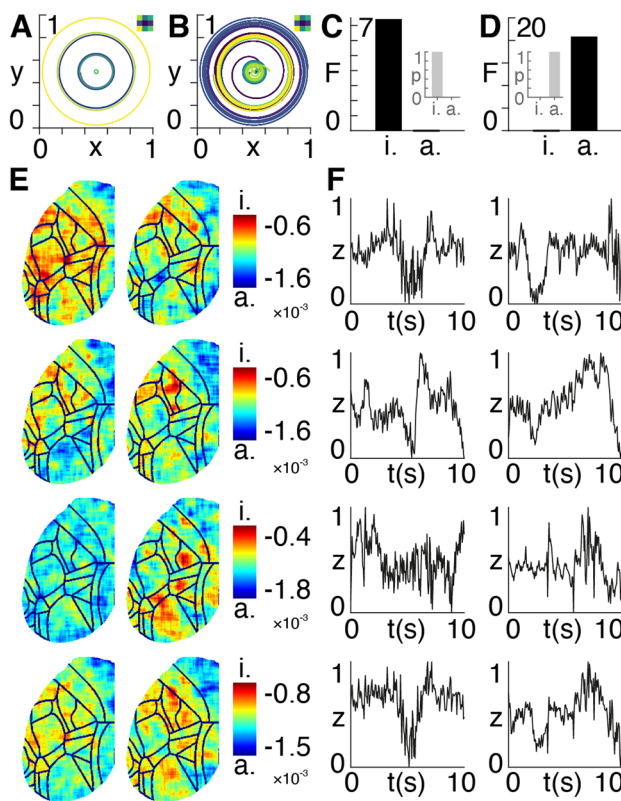 A
1
y
0
0 x 1
B
1
y
0
0 x 1
C
7
F
0
i. a.
1
p
0
i. a.
D
20
F
0
i. a.
1
p
0
i. a.
E
i.
-0.6
-1.6
a.
×10⁻³
i.
-0.6
-1.6
a.
×10⁻³
i.
-0.4
-1.8
a.
×10⁻³
i.
-0.8
-1.5
a.
×10⁻³
F
1
z
0
0 t(s) 10
1
z
0
0 t(s) 10
1
z
0
0 t(s) 10
1
z
0
0 t(s) 10
1
z
0
0 t(s) 10
1
z
0
0 t(s) 10
1
z
0
0 t(s) 10
1
z
0
0 t(s) 10